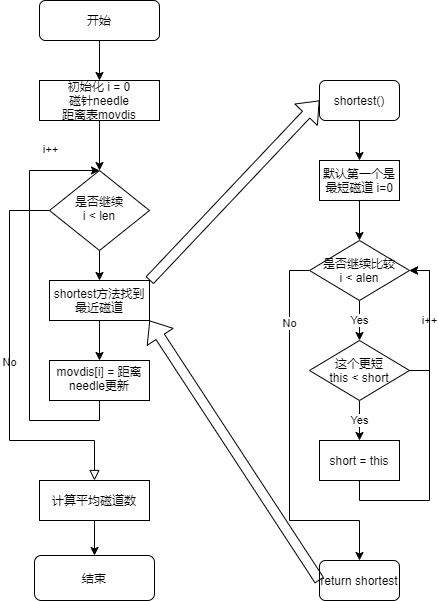 开始
初始化 i = 0
磁针needle
距离表movdis
i++
是否继续
i < len
shortest方法找到
最近磁道
movdis[i] = 距离
needle更新
No
计算平均磁道数
结束
shortest()
默认第一个是
最短磁道 i=0
是否继续比较
i < alen
No
Yes
i++
这个更短
this < short
Yes
short = this
return shortest